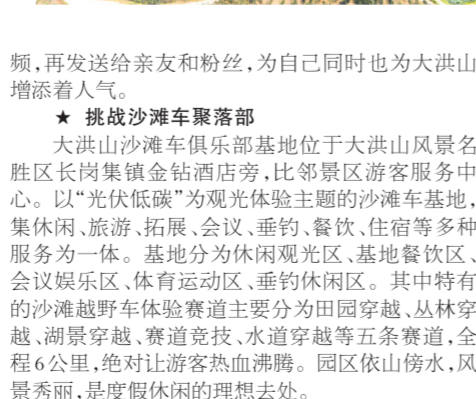 频,再发送给亲友和粉丝,为自己同时也为大洪山
增添着人气。
★ 挑战沙滩车聚落部
大洪山沙滩车俱乐部基地位于大洪山风景名
胜区长岗集镇金钻酒店旁,比邻景区游客服务中
心。以“光伏低碳”为观光体验主题的沙滩车基地,
集休闲、旅游、拓展、会议、垂钓、餐饮、住宿等多种
服务为一体。基地分为休闲观光区、基地餐饮区、
会议娱乐区、体育运动区、垂钓休闲区。其中特有
的沙滩越野车体验赛道主要分为田园穿越、丛林穿
越、湖景穿越、赛道竞技、水道穿越等五条赛道,全
程6公里,绝对让游客热血沸腾。园区依山傍水,风
景秀丽,是度假休闲的理想去处。